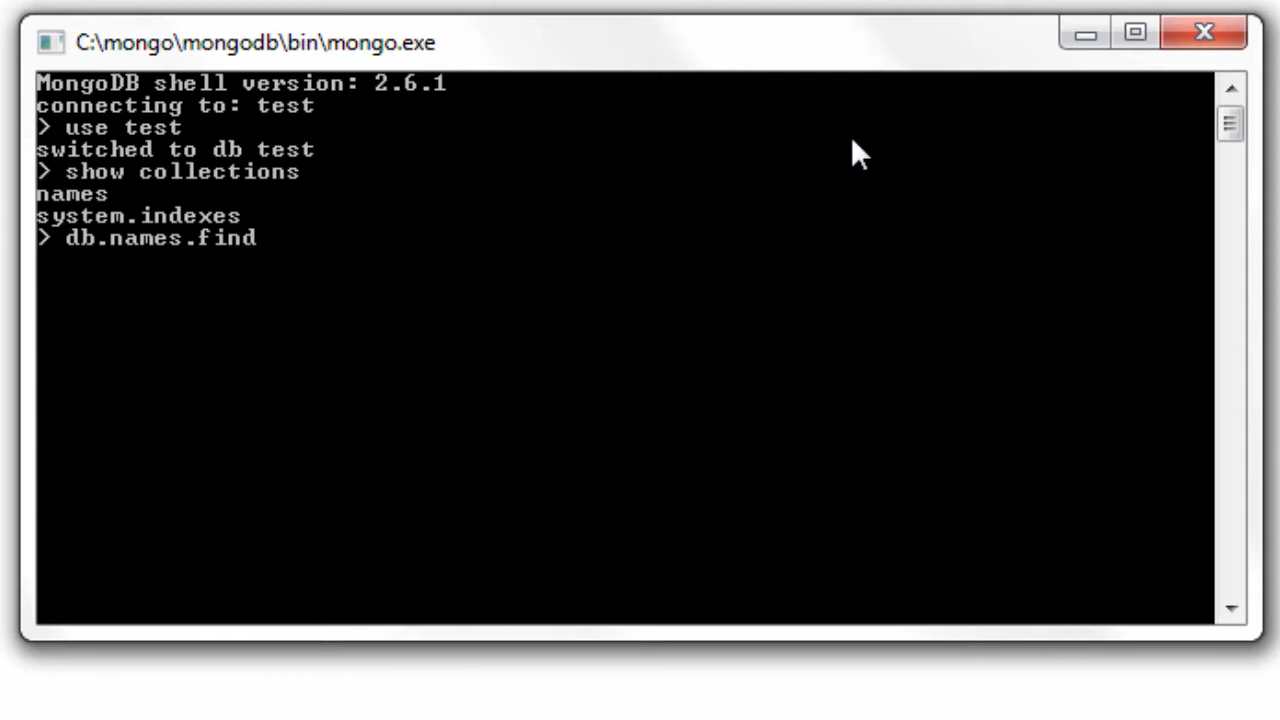 C:\mongo\mongodb\bin\mongo.exe
MongoDB shell version: 2.6.1
connecting to: test
> use test
switched to db test
> show collections
names
system.indexes
> db.names.find